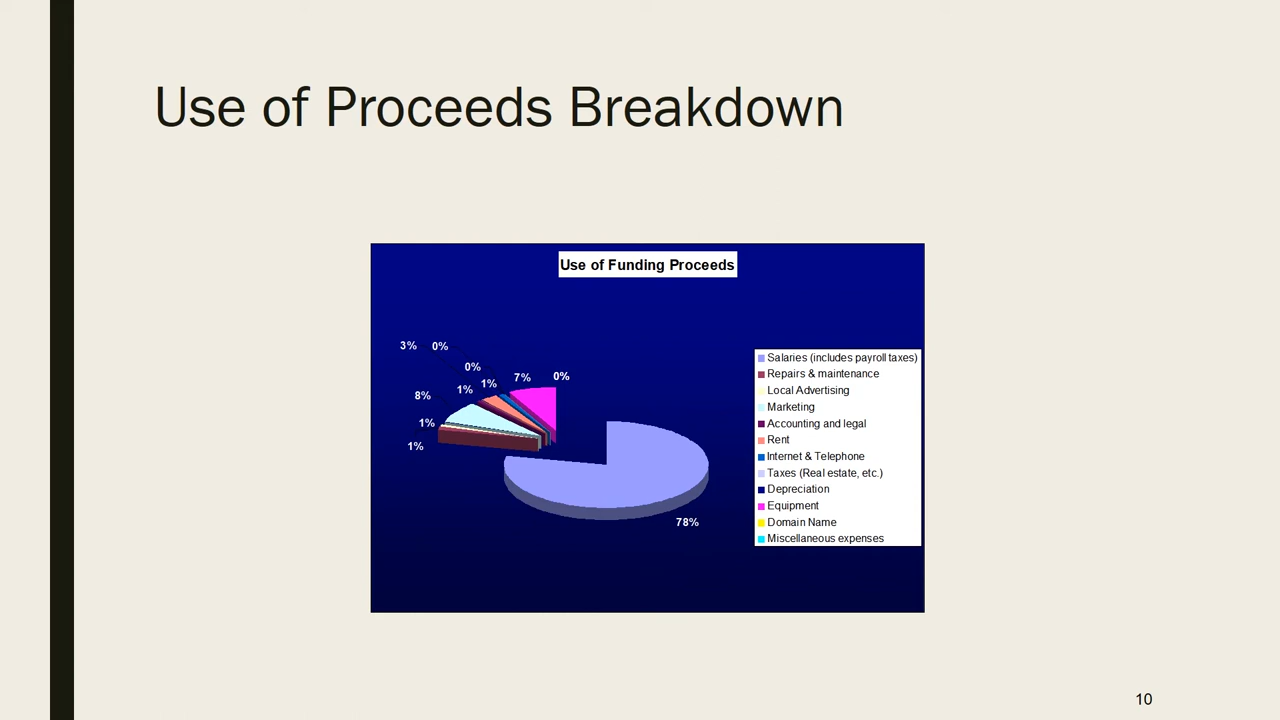 Use of Proceeds Breakdown
Use of Funding Proceeds
3%
0%
0%
7%
0%
1%
1%
8%
1%
1%
78%
Salaries (includes payroll taxes)
Repairs & maintenance
Local Advertising
Marketing
Accounting and legal
Rent
Internet & Telephone
Taxes (Real estate, etc.)
Depreciation
Equipment
Domain Name
Miscellaneous expenses
10